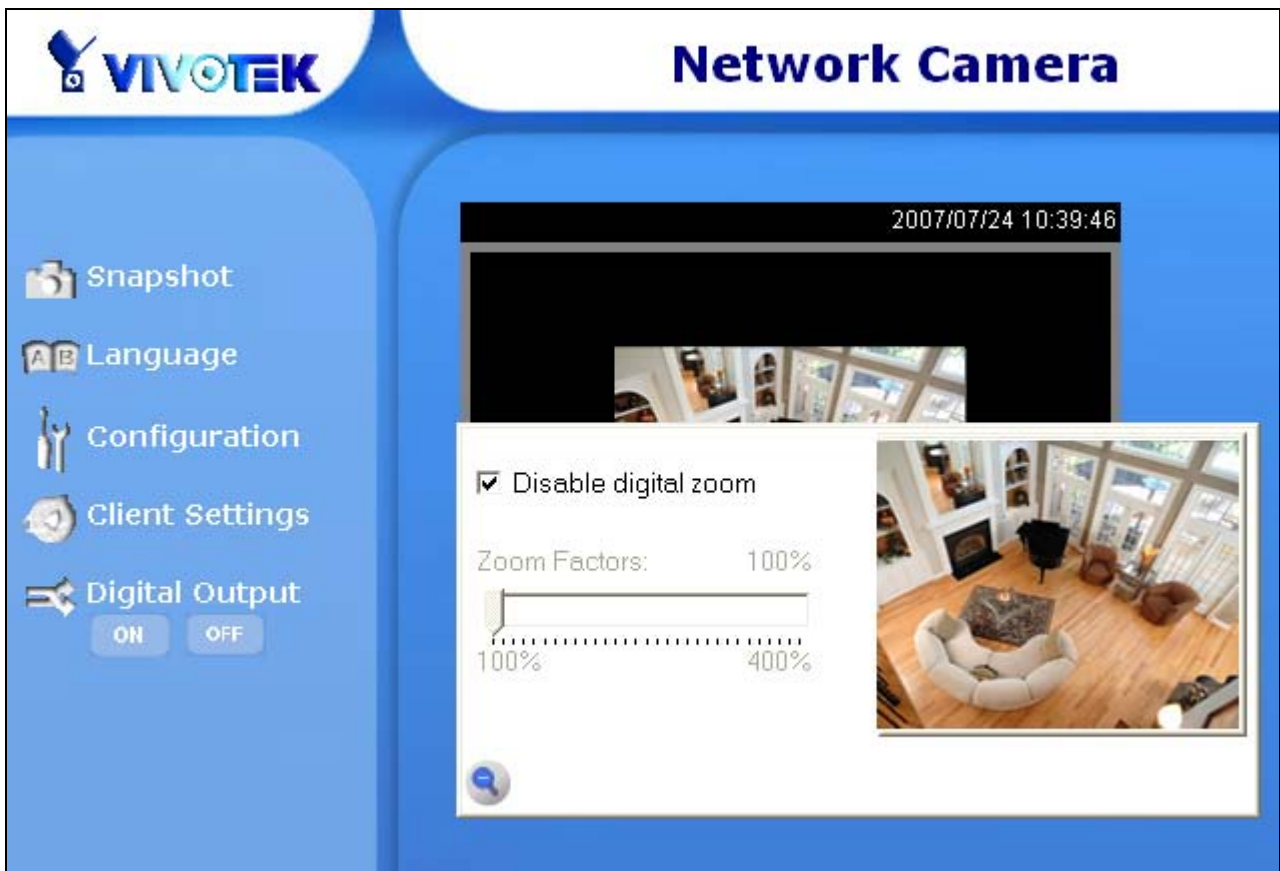 VIVOTEK
Network Camera
2007/07/24 10:39:46
Snapshot
A B Language
Configuration
Client Settings
Digital Output
ON OFF
Disable digital zoom
Zoom Factors: 100%
100% 400%